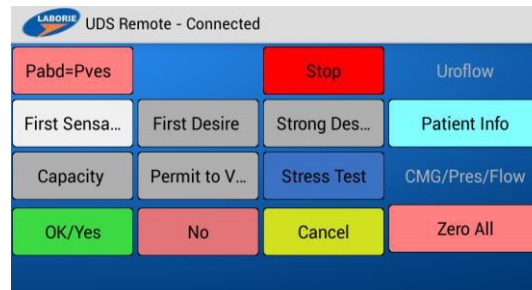 LABORIE UDS Remote - Connected
Pabd=Pves
Stop
Uroflow
First Sensa...
First Desire
Strong Des...
Patient Info
Capacity
Permit to V...
Stress Test
CMG/Pres/Flow
OK/Yes
No
Cancel
Zero All